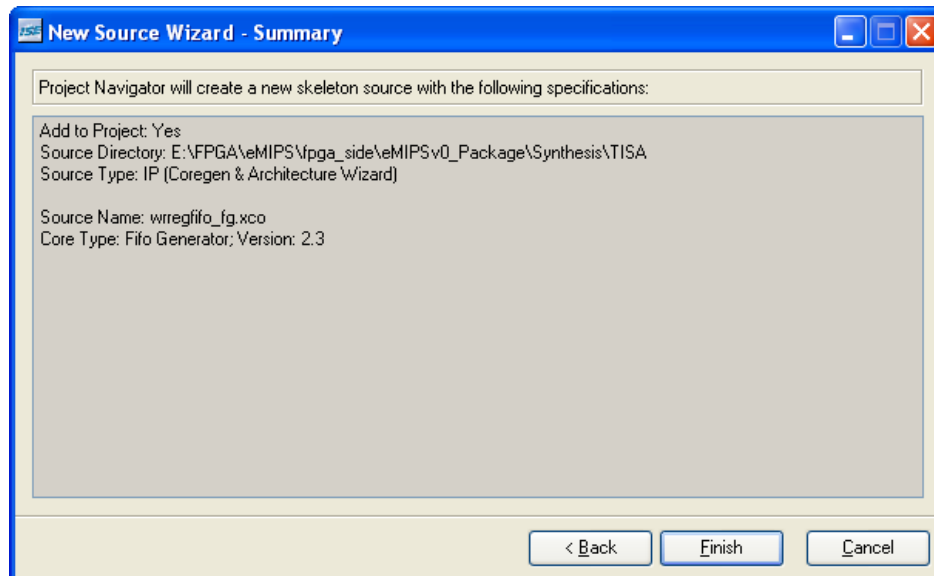 ISE New Source Wizard - Summary
Project Navigator will create a new skeleton source with the following specifications:
Add to Project: Yes
Source Directory: E:\FPGA\eMIPS\fpga_side\eMIPSv0_Package\Synthesis\TISA
Source Type: IP (Coregen & Architecture Wizard)
Source Name: wrregfifo_fg.xco
Core Type: Fifo Generator; Version: 2.3
< Back Finish Cancel